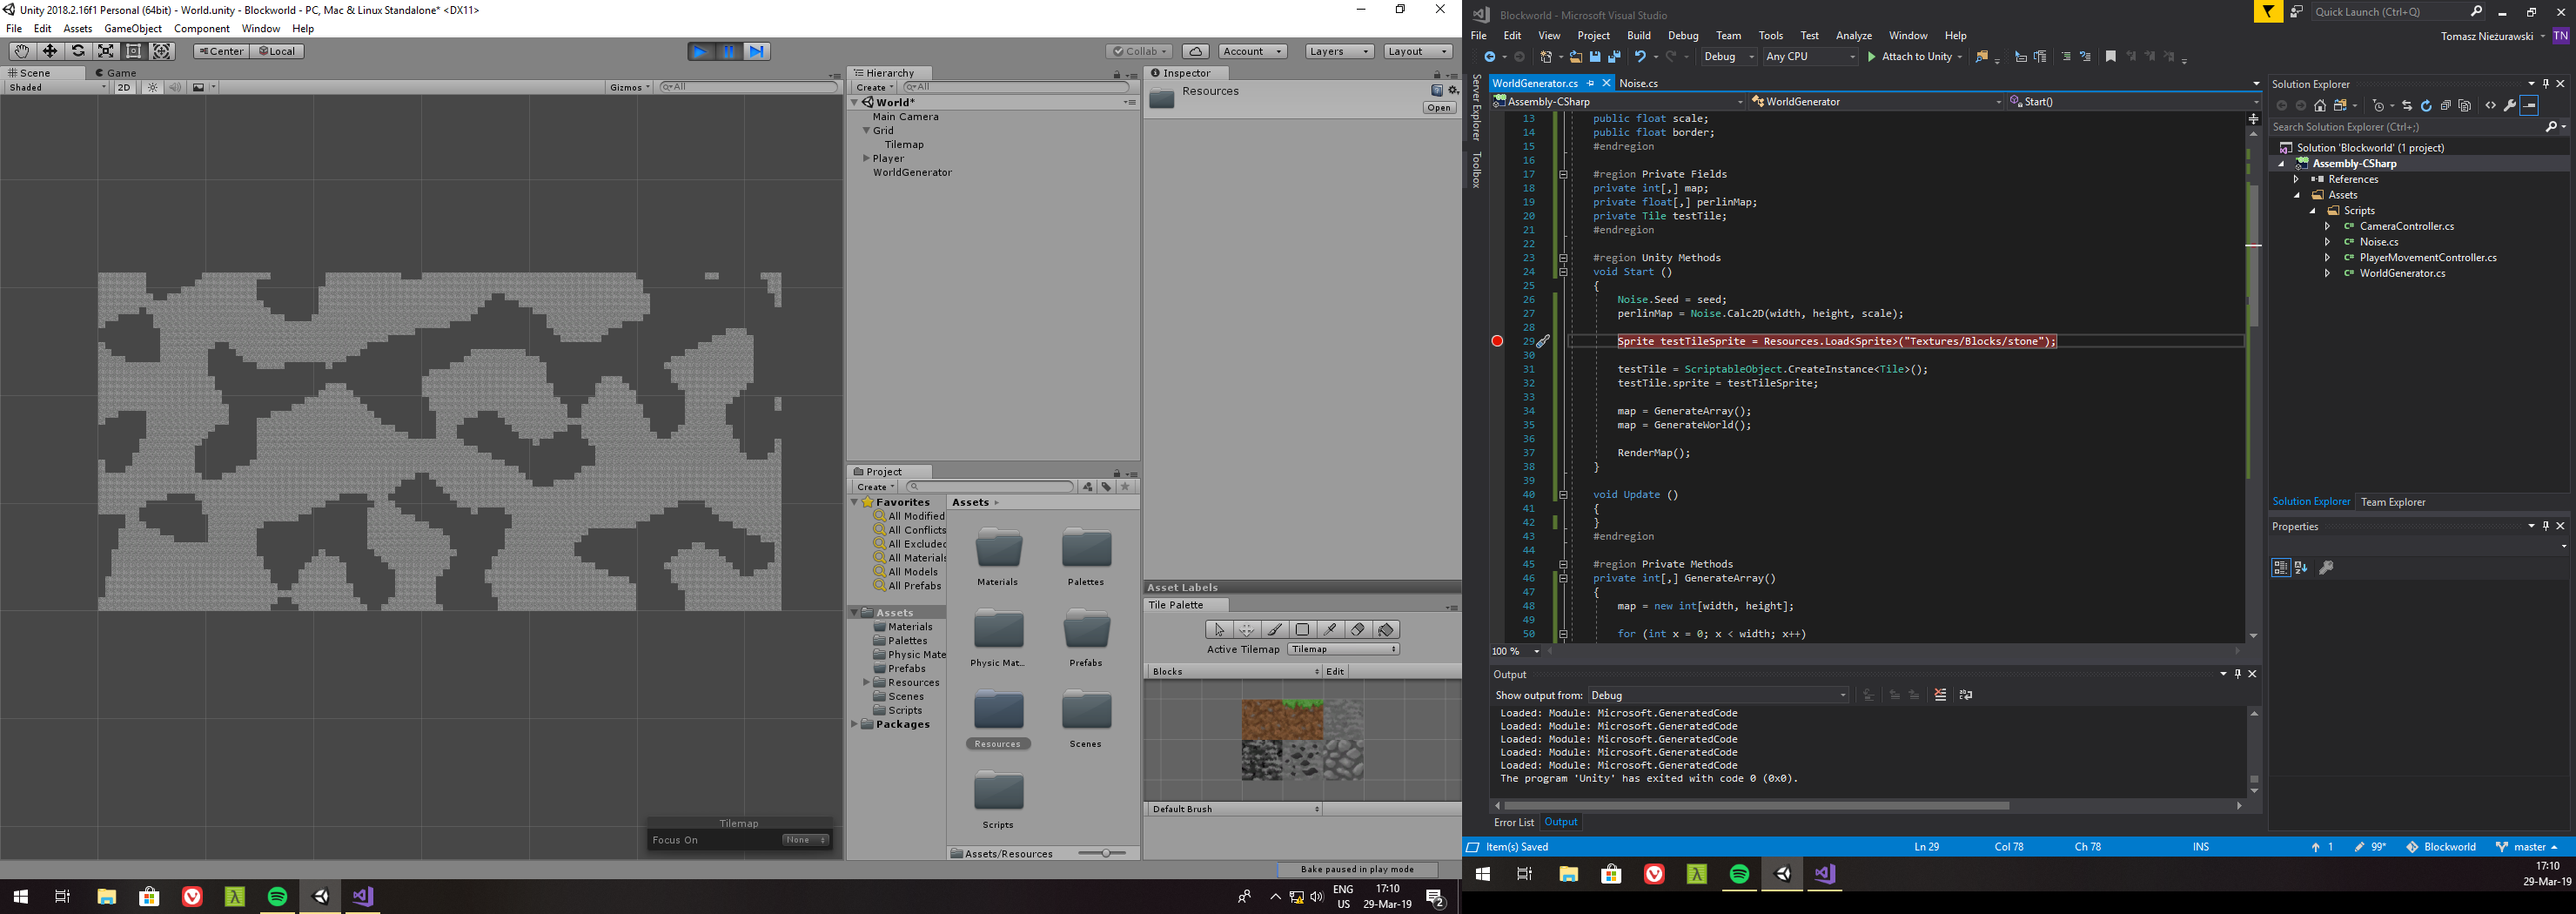 Unity 2018.2.16f1 Personal (64bit) - World.unity - Blockworld - PC, Mac & Linux Standalone* <DX11>
File Edit Assets GameObject Component Window Help
Center Local Collab Account Layers Layout
Scene Game
Shaded 2D Gizmos All
Tilemap
Focus On None
Hierarchy
Create All
World*
Main Camera
Grid
Tilemap
Player
WorldGenerator
Project
Create
Favorites
All Modified
All Conflicts
All Excluded
All Materials
All Models
All Prefabs
Assets
Materials
Palettes
Physic Mate
Prefabs
Resources
Scenes
Scripts
Packages
Assets
Materials Palettes
Physic Mat... Prefabs
Resources Scenes
Scripts
Assets/Resources
Inspector
Resources
Open
Asset Labels
Tile Palette
Active Tilemap Tilemap
Blocks Edit
Default Brush
Bake paused in play mode
ENG
US
17:10
29-Mar-19
2
Blockworld - Microsoft Visual Studio
Quick Launch (Ctrl+Q)
File Edit View Project Build Debug Team Tools Test Analyze Window Help
Tomasz Nieżurawski TN
Debug Any CPU Attach to Unity
Server Explorer
Toolbox
WorldGenerator.cs Noise.cs
Assembly-CSharp WorldGenerator Start()
13 public float scale;
14 public float border;
15 #endregion
16
17 #region Private Fields
18 private int[,] map;
19 private float[,] perlinMap;
20 private Tile testTile;
21 #endregion
22
23 #region Unity Methods
24 void Start ()
25 {
26 Noise.Seed = seed;
27 perlinMap = Noise.Calc2D(width, height, scale);
28
29 Sprite testTileSprite = Resources.Load<Sprite>("Textures/Blocks/stone");
30
31 testTile = ScriptableObject.CreateInstance<Tile>();
32 testTile.sprite = testTileSprite;
33
34 map = GenerateArray();
35 map = GenerateWorld();
36
37 RenderMap();
38 }
39
40 void Update ()
41 {
42 }
43 #endregion
44
45 #region Private Methods
46 private int[,] GenerateArray()
47 {
48 map = new int[width, height];
49
50 for (int x = 0; x < width; x++)
100 %
Output
Show output from: Debug
Loaded: Module: Microsoft.GeneratedCode
Loaded: Module: Microsoft.GeneratedCode
Loaded: Module: Microsoft.GeneratedCode
Loaded: Module: Microsoft.GeneratedCode
Loaded: Module: Microsoft.GeneratedCode
The program 'Unity' has exited with code 0 (0x0).
Error List Output
Solution Explorer
Search Solution Explorer (Ctrl+;)
Solution 'Blockworld' (1 project)
Assembly-CSharp
References
Assets
Scripts
C# CameraController.cs
C# Noise.cs
C# PlayerMovementController.cs
C# WorldGenerator.cs
Solution Explorer Team Explorer
Properties
Item(s) Saved Ln 29 Col 78 Ch 78 INS 1 99* Blockworld master
17:10
29-Mar-19